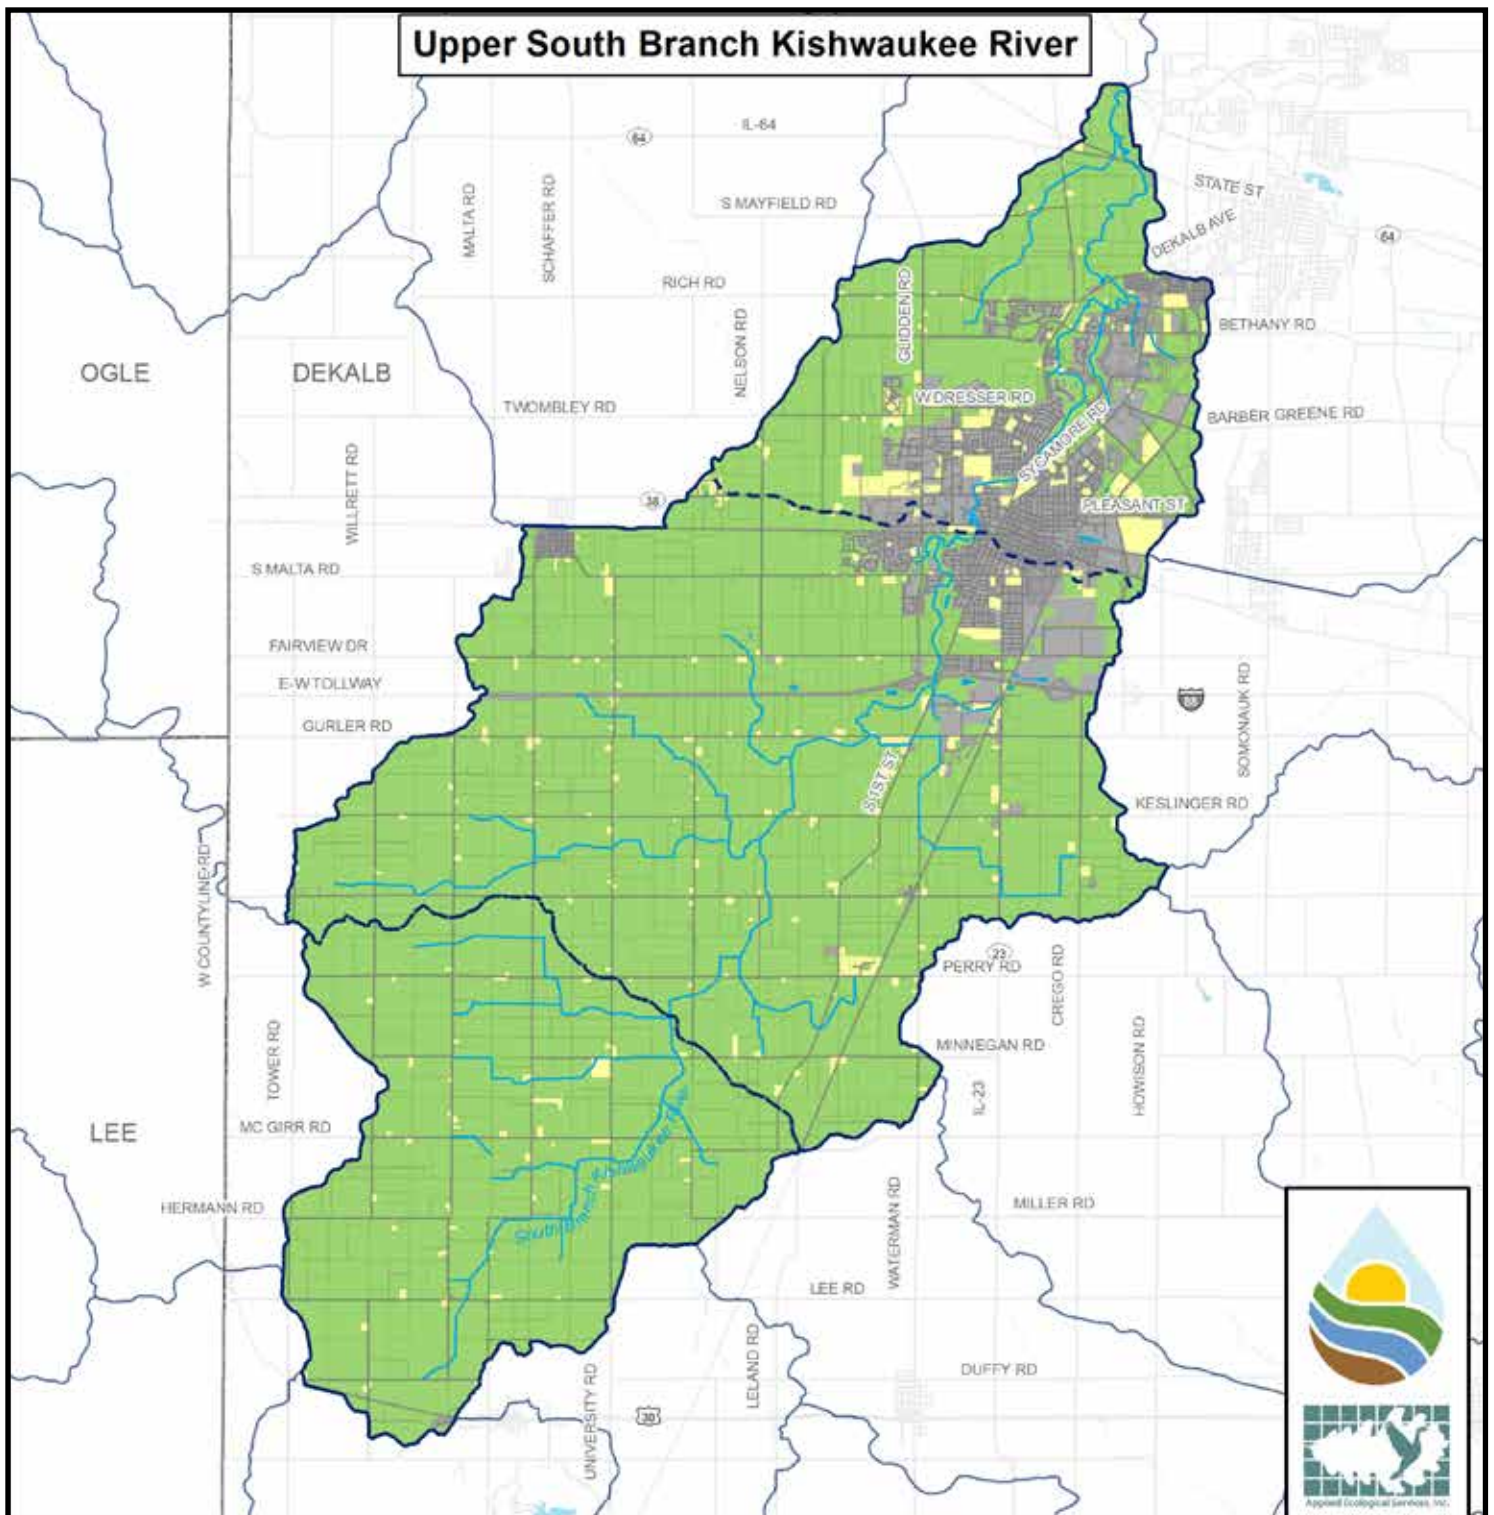 Upper South Branch Kishwaukee River
IL-64
64
MALTA RD
SCHAFFER RD
S MAYFIELD RD
STATE ST
DEKALB AVE
64
RICH RD
GLIDDEN RD
NELSON RD
BETHANY RD
OGLE
DEKALB
TWOMBLEY RD
W DRESSER RD
SYCAMORE RD
BARBER GREENE RD
WILLRETT RD
38
PLEASANT ST
S MALTA RD
FAIRVIEW DR
E-W TOLLWAY
SOMONAUK RD
GURLER RD
S 1ST ST
KESLINGER RD
W COUNTY LINE RD
23
PERRY RD
CREGO RD
TOWER RD
MINNEGAN RD
HOWISON RD
IL-23
LEE
MC GIRR RD
South Branch Kishwaukee River
HERMANN RD
WATERMAN RD
MILLER RD
LEE RD
LELAND RD
DUFFY RD
UNIVERSITY RD
30
Applied Ecological Services, Inc.